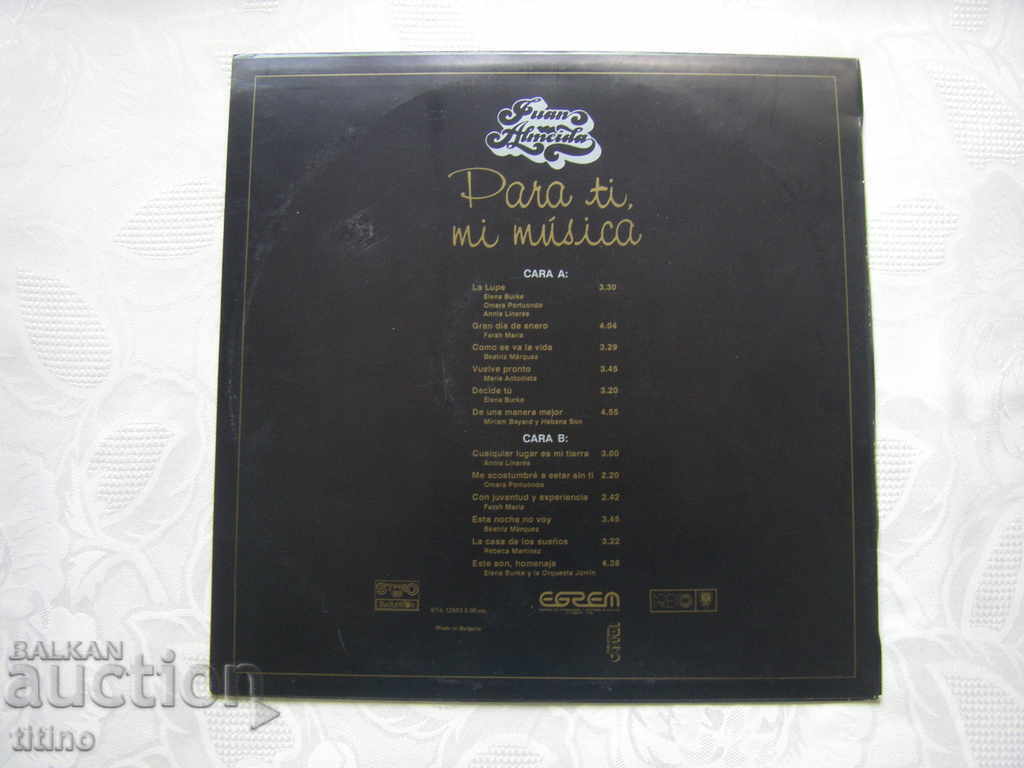 Juan
Almeida
Para ti,
mi música
CARA A:
La Lupe 3.30
Elena Burke
Omara Portuondo
Annia Linares
Gran día de enero 4.04
Farah María
Como se va la vida 3.29
Beatriz Márquez
Vuelve pronto 3.45
María Antonieta
Decide tú 3.20
Elena Burke
De una manera mejor 4.55
Miriam Bayard y Habana Son
CARA B:
Cualquier lugar es mi tierra 3.00
Annia Linares
Me acostumbré a estar sin ti 2.20
Omara Portuondo
Con juventud y experiencia 2.42
Farah María
Esta noche no voy 3.45
Beatriz Márquez
La casa de los sueños 3.22
Rebeca Martínez
Este son, homenaje 4.38
Elena Burke y la Orquesta Jorrín
STEREO
EGREM
Made in Bulgaria
BALKAN
auction
titino